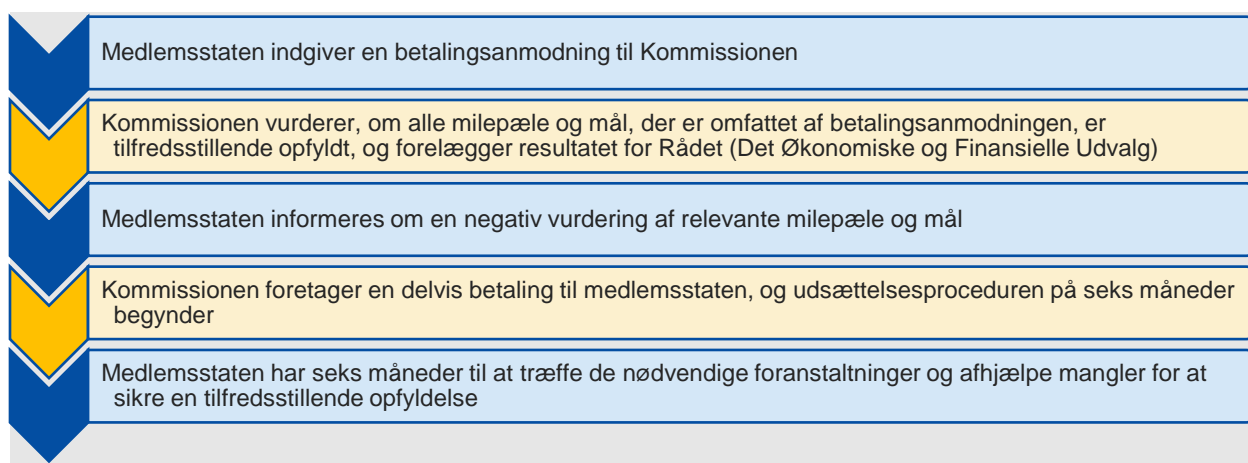 Medlemsstaten indgiver en betalingsanmodning til Kommissionen
Kommissionen vurderer, om alle milepæle og mål, der er omfattet af betalingsanmodningen, er
tilfredsstillende opfyldt, og forelægger resultatet for Rådet (Det Økonomiske og Finansielle Udvalg)
Medlemsstaten informeres om en negativ vurdering af relevante milepæle og mål
Kommissionen foretager en delvis betaling til medlemsstaten, og udsættelsesproceduren på seks måneder
begynder
Medlemsstaten har seks måneder til at træffe de nødvendige foranstaltninger og afhjælpe mangler for at
sikre en tilfredsstillende opfyldelse